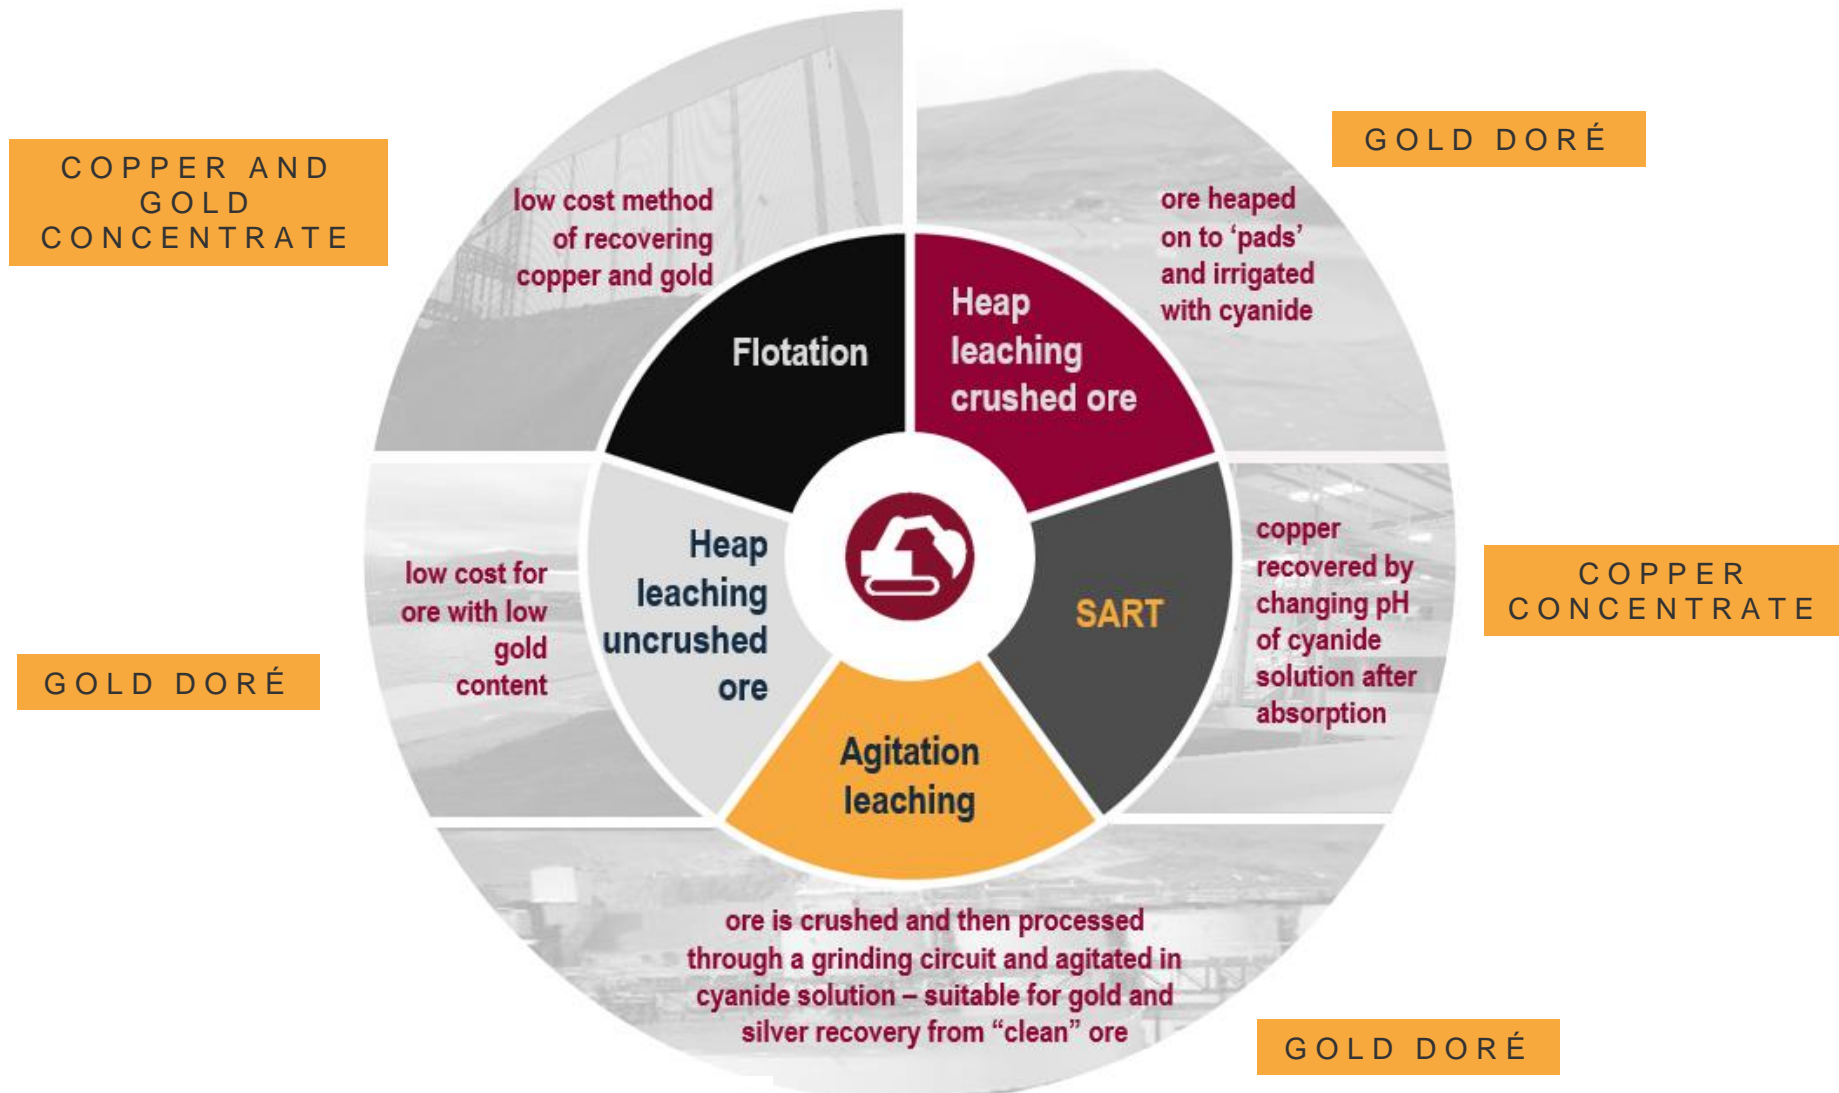 COPPER AND
GOLD
CONCENTRATE
low cost method
of recovering
copper and gold
Flotation
GOLD DORÉ
ore heaped
on to ‘pads’
and irrigated
with cyanide
Heap
leaching
crushed ore
COPPER
CONCENTRATE
copper
recovered by
changing pH
of cyanide
solution after
absorption
SART
Agitation
leaching
ore is crushed and then processed
through a grinding circuit and agitated in
cyanide solution – suitable for gold and
silver recovery from “clean” ore
GOLD DORÉ
Heap
leaching
uncrushed
ore
low cost for
ore with low
gold
content
GOLD DORÉ